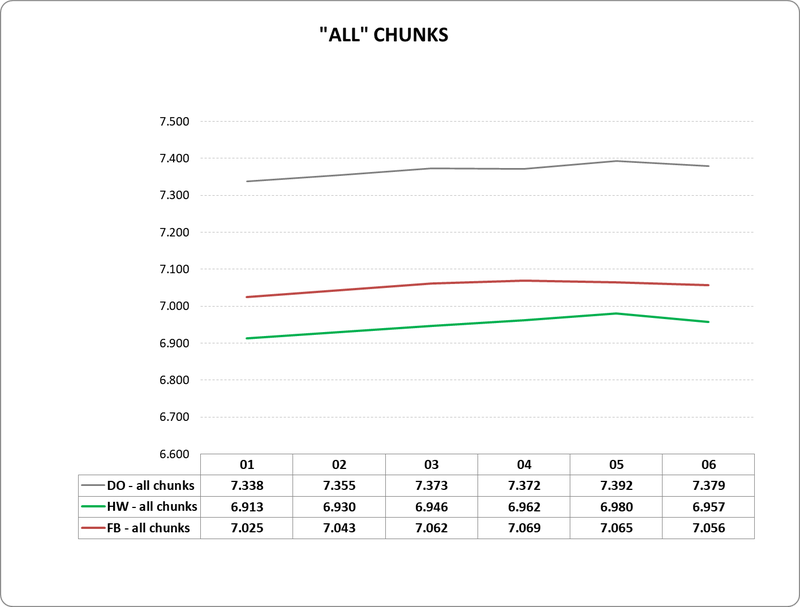 "ALL" CHUNKS
7.500
7.400
7.300
7.200
7.100
7.000
6.900
6.800
6.700
6.600
01 02 03 04 05 06
DO - all chunks 7.338 7.355 7.373 7.372 7.392 7.379
HW - all chunks 6.913 6.930 6.946 6.962 6.980 6.957
FB - all chunks 7.025 7.043 7.062 7.069 7.065 7.056